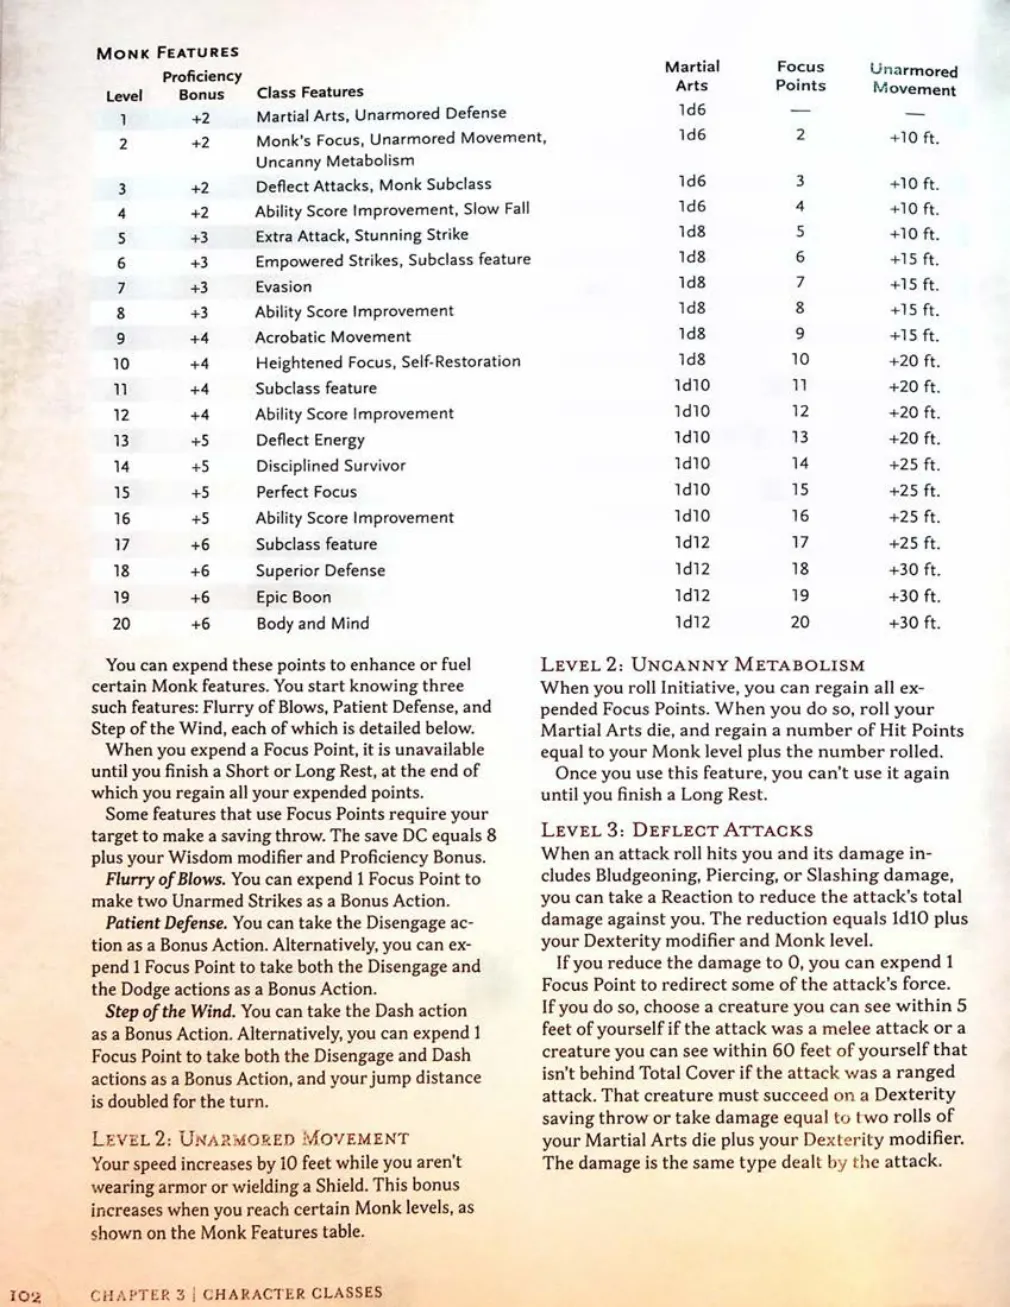 MONK FEATURES
Level Proficiency Bonus Class Features Martial Arts Focus Points Unarmored Movement
1 +2 Martial Arts, Unarmored Defense 1d6 — —
2 +2 Monk's Focus, Unarmored Movement, 1d6 2 +10 ft.
Uncanny Metabolism
3 +2 Deflect Attacks, Monk Subclass 1d6 3 +10 ft.
4 +2 Ability Score Improvement, Slow Fall 1d6 4 +10 ft.
5 +3 Extra Attack, Stunning Strike 1d8 5 +10 ft.
6 +3 Empowered Strikes, Subclass feature 1d8 6 +15 ft.
7 +3 Evasion 1d8 7 +15 ft.
8 +3 Ability Score Improvement 1d8 8 +15 ft.
9 +4 Acrobatic Movement 1d8 9 +15 ft.
10 +4 Heightened Focus, Self-Restoration 1d8 10 +20 ft.
11 +4 Subclass feature 1d10 11 +20 ft.
12 +4 Ability Score Improvement 1d10 12 +20 ft.
13 +5 Deflect Energy 1d10 13 +20 ft.
14 +5 Disciplined Survivor 1d10 14 +25 ft.
15 +5 Perfect Focus 1d10 15 +25 ft.
16 +5 Ability Score Improvement 1d10 16 +25 ft.
17 +6 Subclass feature 1d12 17 +25 ft.
18 +6 Superior Defense 1d12 18 +30 ft.
19 +6 Epic Boon 1d12 19 +30 ft.
20 +6 Body and Mind 1d12 20 +30 ft.
You can expend these points to enhance or fuel
certain Monk features. You start knowing three
such features: Flurry of Blows, Patient Defense, and
Step of the Wind, each of which is detailed below.
When you expend a Focus Point, it is unavailable
until you finish a Short or Long Rest, at the end of
which you regain all your expended points.
Some features that use Focus Points require your
target to make a saving throw. The save DC equals 8
plus your Wisdom modifier and Proficiency Bonus.
Flurry of Blows. You can expend 1 Focus Point to
make two Unarmed Strikes as a Bonus Action.
Patient Defense. You can take the Disengage ac-
tion as a Bonus Action. Alternatively, you can ex-
pend 1 Focus Point to take both the Disengage and
the Dodge actions as a Bonus Action.
Step of the Wind. You can take the Dash action
as a Bonus Action. Alternatively, you can expend 1
Focus Point to take both the Disengage and Dash
actions as a Bonus Action, and your jump distance
is doubled for the turn.
LEVEL 2: UNARMORED MOVEMENT
Your speed increases by 10 feet while you aren't
wearing armor or wielding a Shield. This bonus
increases when you reach certain Monk levels, as
shown on the Monk Features table.
LEVEL 2: UNCANNY METABOLISM
When you roll Initiative, you can regain all ex-
pended Focus Points. When you do so, roll your
Martial Arts die, and regain a number of Hit Points
equal to your Monk level plus the number rolled.
Once you use this feature, you can't use it again
until you finish a Long Rest.
LEVEL 3: DEFLECT ATTACKS
When an attack roll hits you and its damage in-
cludes Bludgeoning, Piercing, or Slashing damage,
you can take a Reaction to reduce the attack's total
damage against you. The reduction equals 1d10 plus
your Dexterity modifier and Monk level.
If you reduce the damage to 0, you can expend 1
Focus Point to redirect some of the attack's force.
If you do so, choose a creature you can see within 5
feet of yourself if the attack was a melee attack or a
creature you can see within 60 feet of yourself that
isn't behind Total Cover if the attack was a ranged
attack. That creature must succeed on a Dexterity
saving throw or take damage equal to two rolls of
your Martial Arts die plus your Dexterity modifier.
The damage is the same type dealt by the attack.
102 CHAPTER 3 | CHARACTER CLASSES